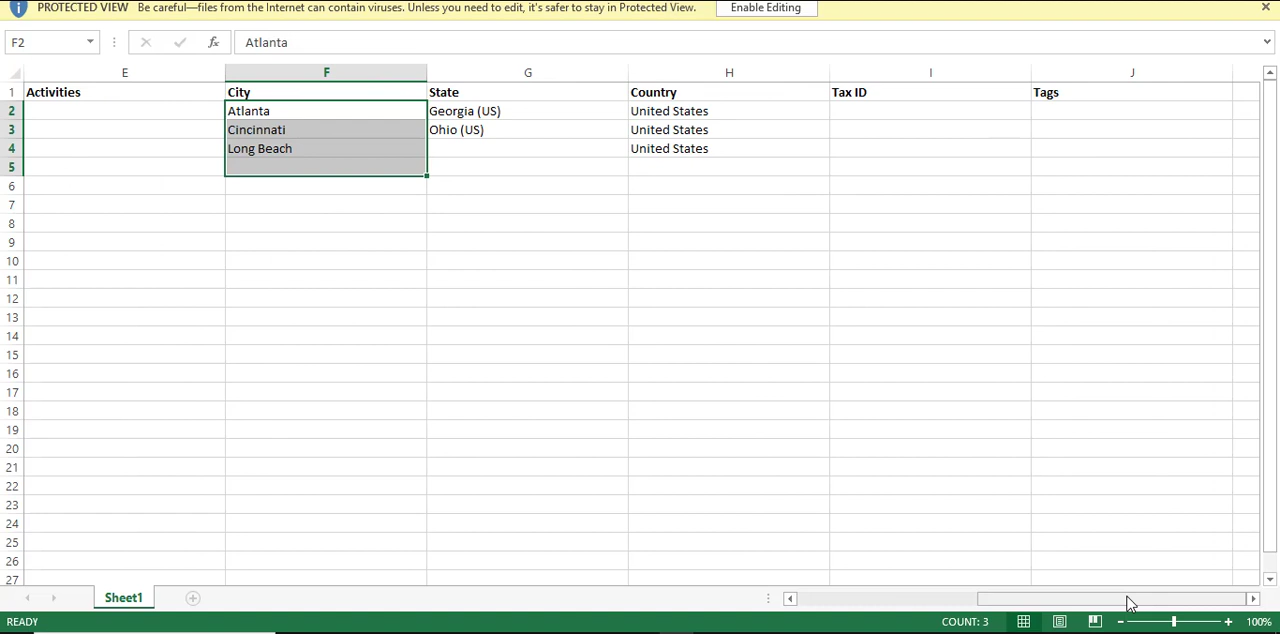 PROTECTED VIEW Be careful—files from the Internet can contain viruses. Unless you need to edit, it's safer to stay in Protected View. Enable Editing
F2 fx Atlanta
E F G H I J
1 Activities City State Country Tax ID Tags
2 Atlanta Georgia (US) United States
3 Cincinnati Ohio (US) United States
4 Long Beach United States
5
6
7
8
9
10
11
12
13
14
15
16
17
18
19
20
21
22
23
24
25
26
27
Sheet1
READY COUNT: 3 100%